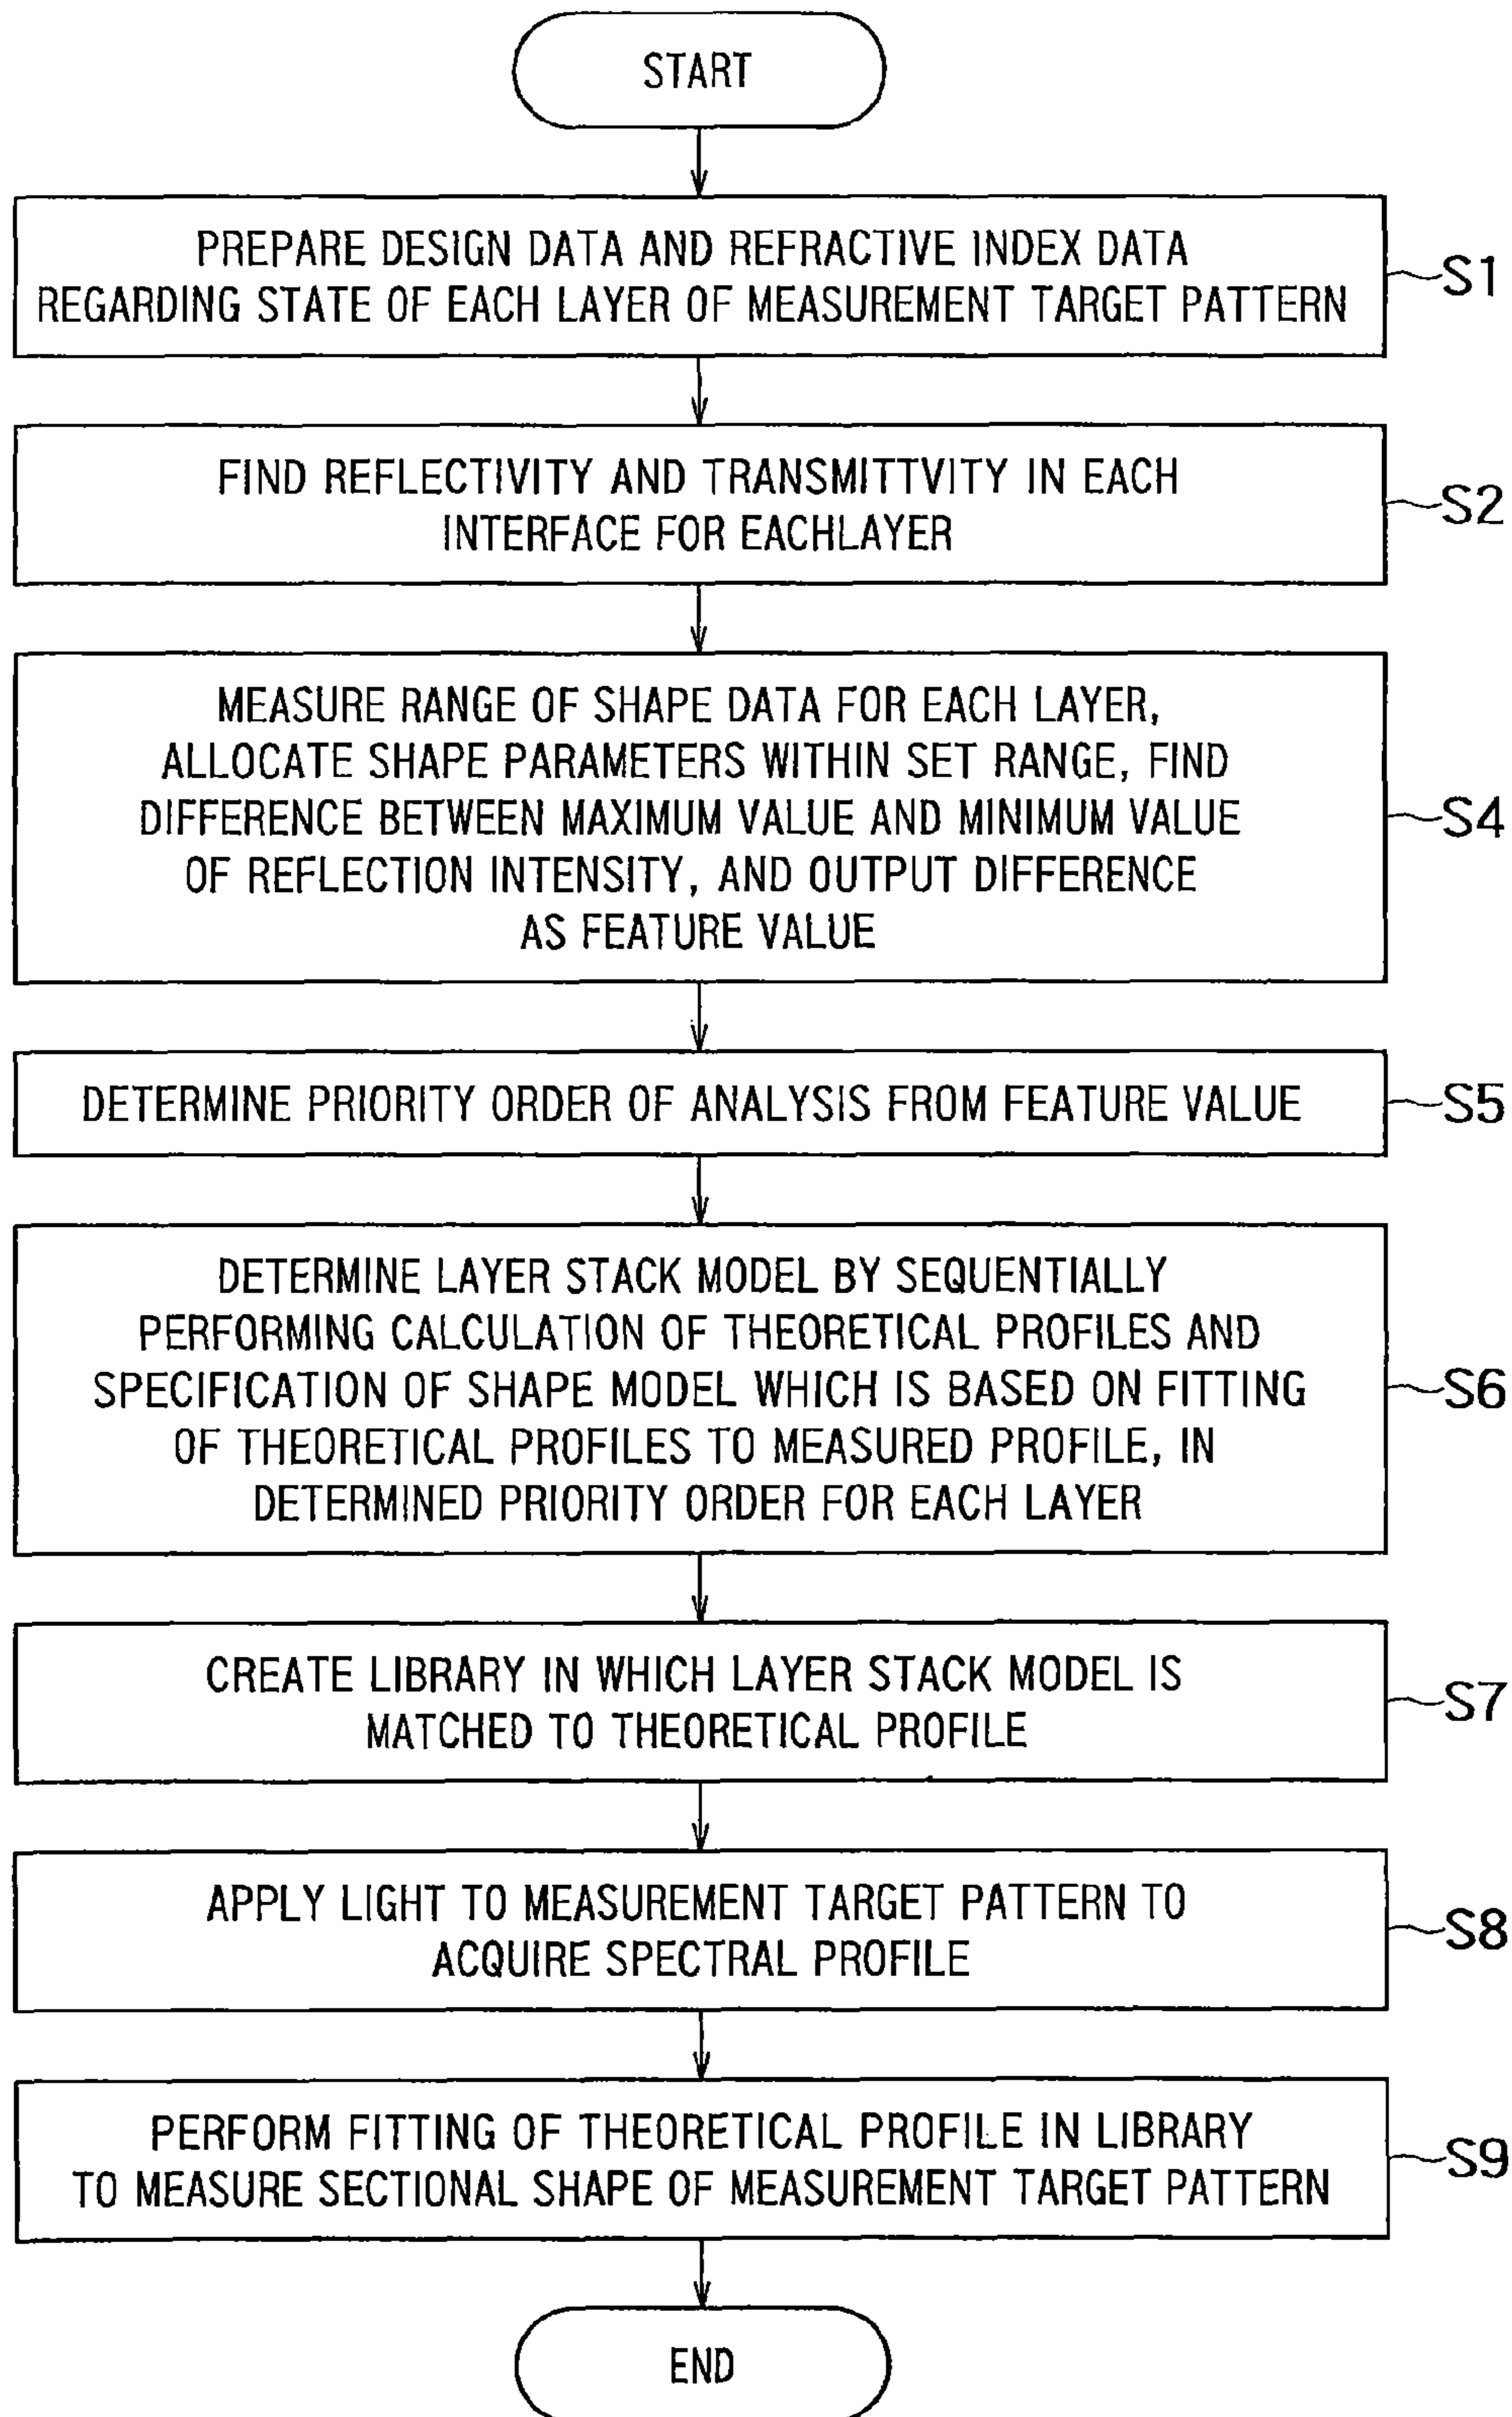 START
PREPARE DESIGN DATA AND REFRACTIVE INDEX DATA
REGARDING STATE OF EACH LAYER OF MEASUREMENT TARGET PATTERN
S1
FIND REFLECTIVITY AND TRANSMITTVITY IN EACH
INTERFACE FOR EACHLAYER
S2
MEASURE RANGE OF SHAPE DATA FOR EACH LAYER,
ALLOCATE SHAPE PARAMETERS WITHIN SET RANGE, FIND
DIFFERENCE BETWEEN MAXIMUM VALUE AND MINIMUM VALUE
OF REFLECTION INTENSITY, AND OUTPUT DIFFERENCE
AS FEATURE VALUE
S4
DETERMINE PRIORITY ORDER OF ANALYSIS FROM FEATURE VALUE
S5
DETERMINE LAYER STACK MODEL BY SEQUENTIALLY
PERFORMING CALCULATION OF THEORETICAL PROFILES AND
SPECIFICATION OF SHAPE MODEL WHICH IS BASED ON FITTING
OF THEORETICAL PROFILES TO MEASURED PROFILE, IN
DETERMINED PRIORITY ORDER FOR EACH LAYER
S6
CREATE LIBRARY IN WHICH LAYER STACK MODEL IS
MATCHED TO THEORETICAL PROFILE
S7
APPLY LIGHT TO MEASUREMENT TARGET PATTERN TO
ACQUIRE SPECTRAL PROFILE
S8
PERFORM FITTING OF THEORETICAL PROFILE IN LIBRARY
TO MEASURE SECTIONAL SHAPE OF MEASUREMENT TARGET PATTERN
S9
END